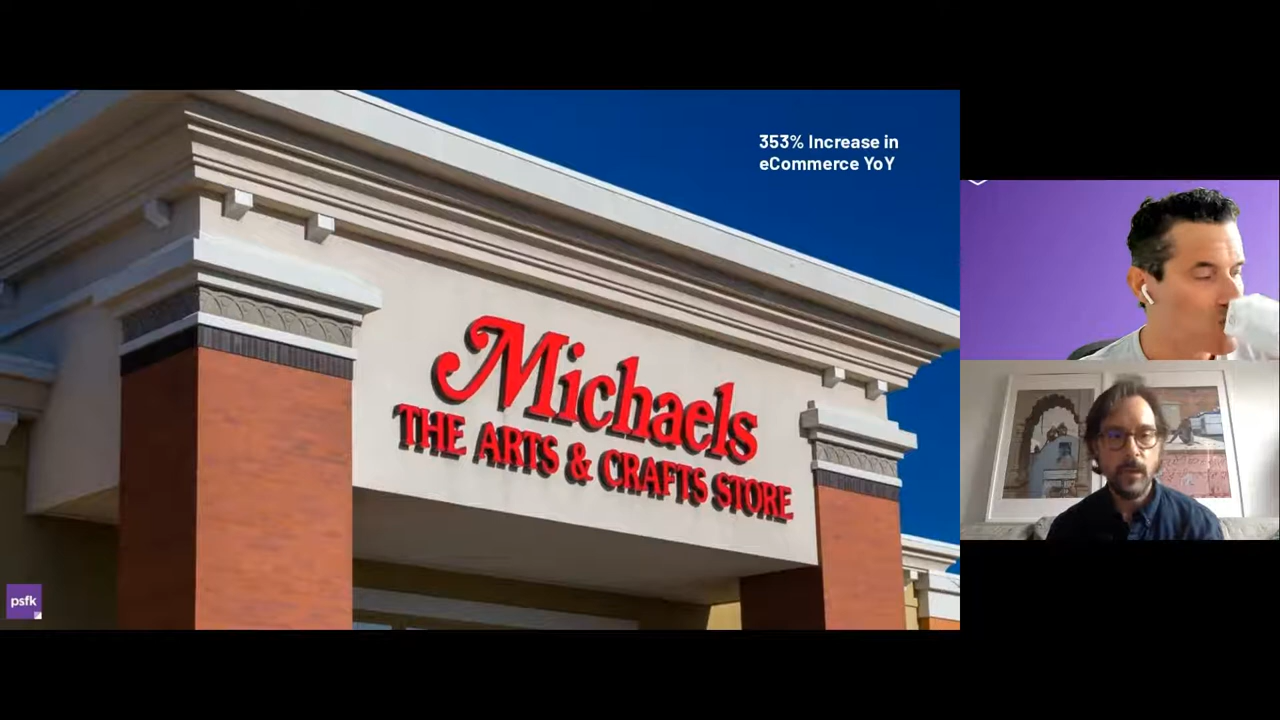 353% Increase in
eCommerce YoY
Michaels
THE ARTS & CRAFTS STORE
psfk